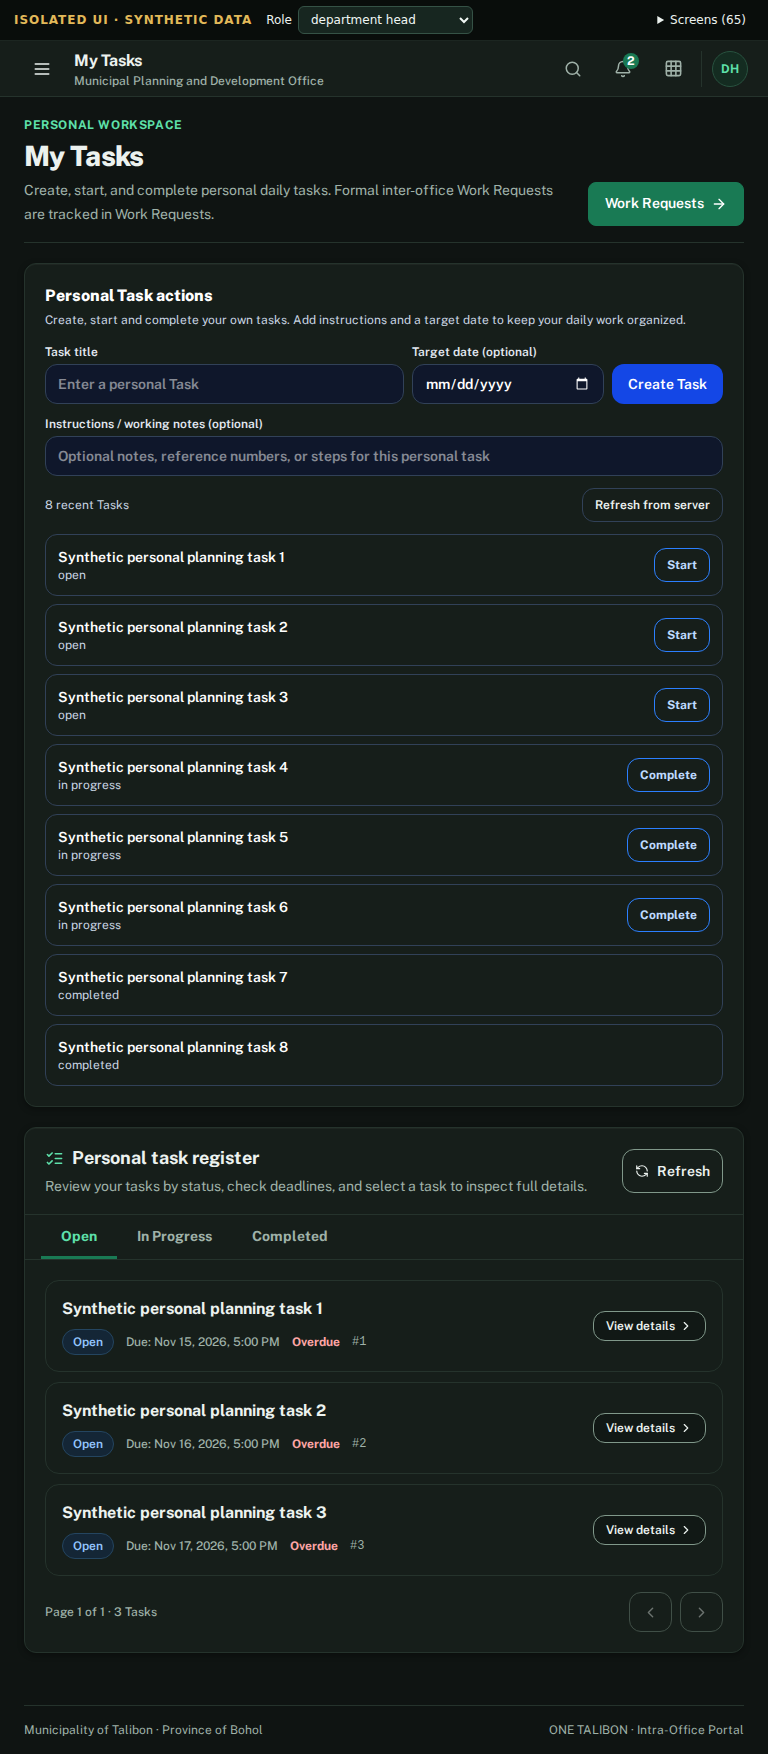 ISOLATED UI · SYNTHETIC DATA Role department head Screens (65)
My Tasks
Municipal Planning and Development Office
2
DH
PERSONAL WORKSPACE
My Tasks
Create, start, and complete personal daily tasks. Formal inter-office Work Requests
are tracked in Work Requests.
Work Requests
Personal Task actions
Create, start and complete your own tasks. Add instructions and a target date to keep your daily work organized.
Task title Target date (optional)
Enter a personal Task mm/dd/yyyy Create Task
Instructions / working notes (optional)
Optional notes, reference numbers, or steps for this personal task
8 recent Tasks Refresh from server
Synthetic personal planning task 1
open
Start
Synthetic personal planning task 2
open
Start
Synthetic personal planning task 3
open
Start
Synthetic personal planning task 4
in progress
Complete
Synthetic personal planning task 5
in progress
Complete
Synthetic personal planning task 6
in progress
Complete
Synthetic personal planning task 7
completed
Synthetic personal planning task 8
completed
Personal task register
Review your tasks by status, check deadlines, and select a task to inspect full details.
Refresh
Open In Progress Completed
Synthetic personal planning task 1
Open Due: Nov 15, 2026, 5:00 PM Overdue #1
View details
Synthetic personal planning task 2
Open Due: Nov 16, 2026, 5:00 PM Overdue #2
View details
Synthetic personal planning task 3
Open Due: Nov 17, 2026, 5:00 PM Overdue #3
View details
Page 1 of 1 · 3 Tasks
Municipality of Talibon · Province of Bohol ONE TALIBON · Intra-Office Portal